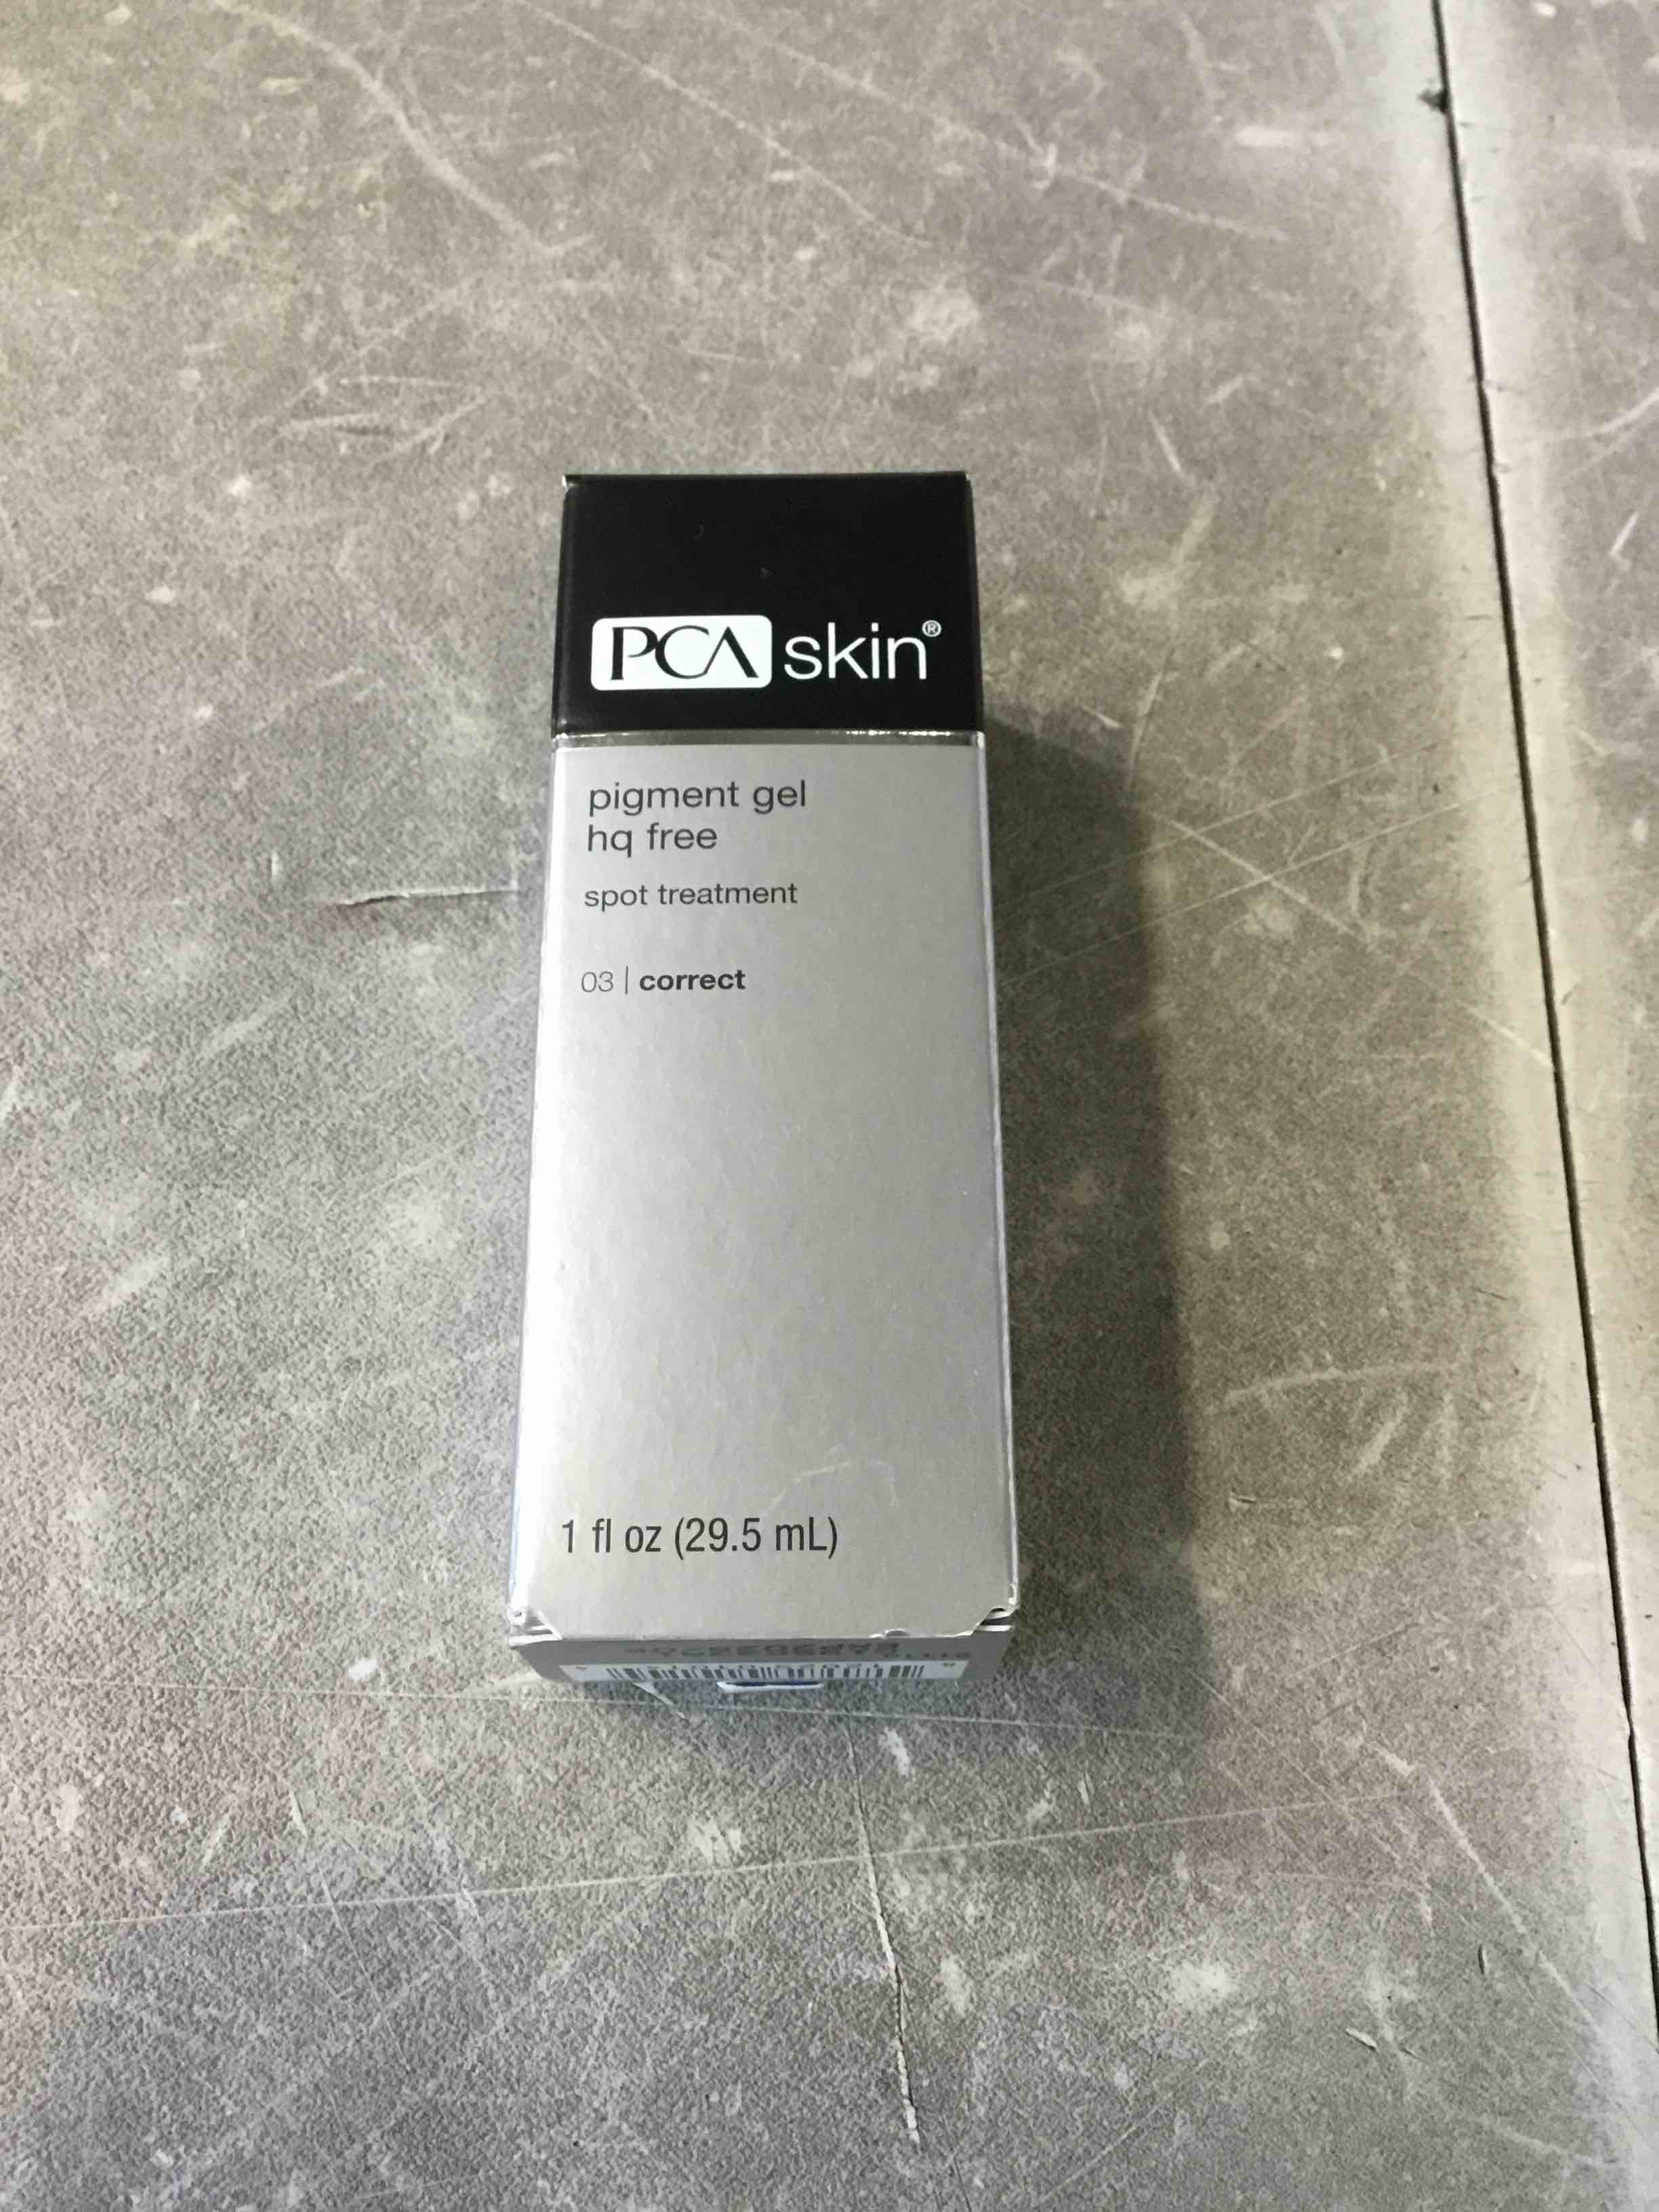 PCA skin®
pigment gel
hq free
spot treatment
03 | correct
1 fl oz (29.5 mL)